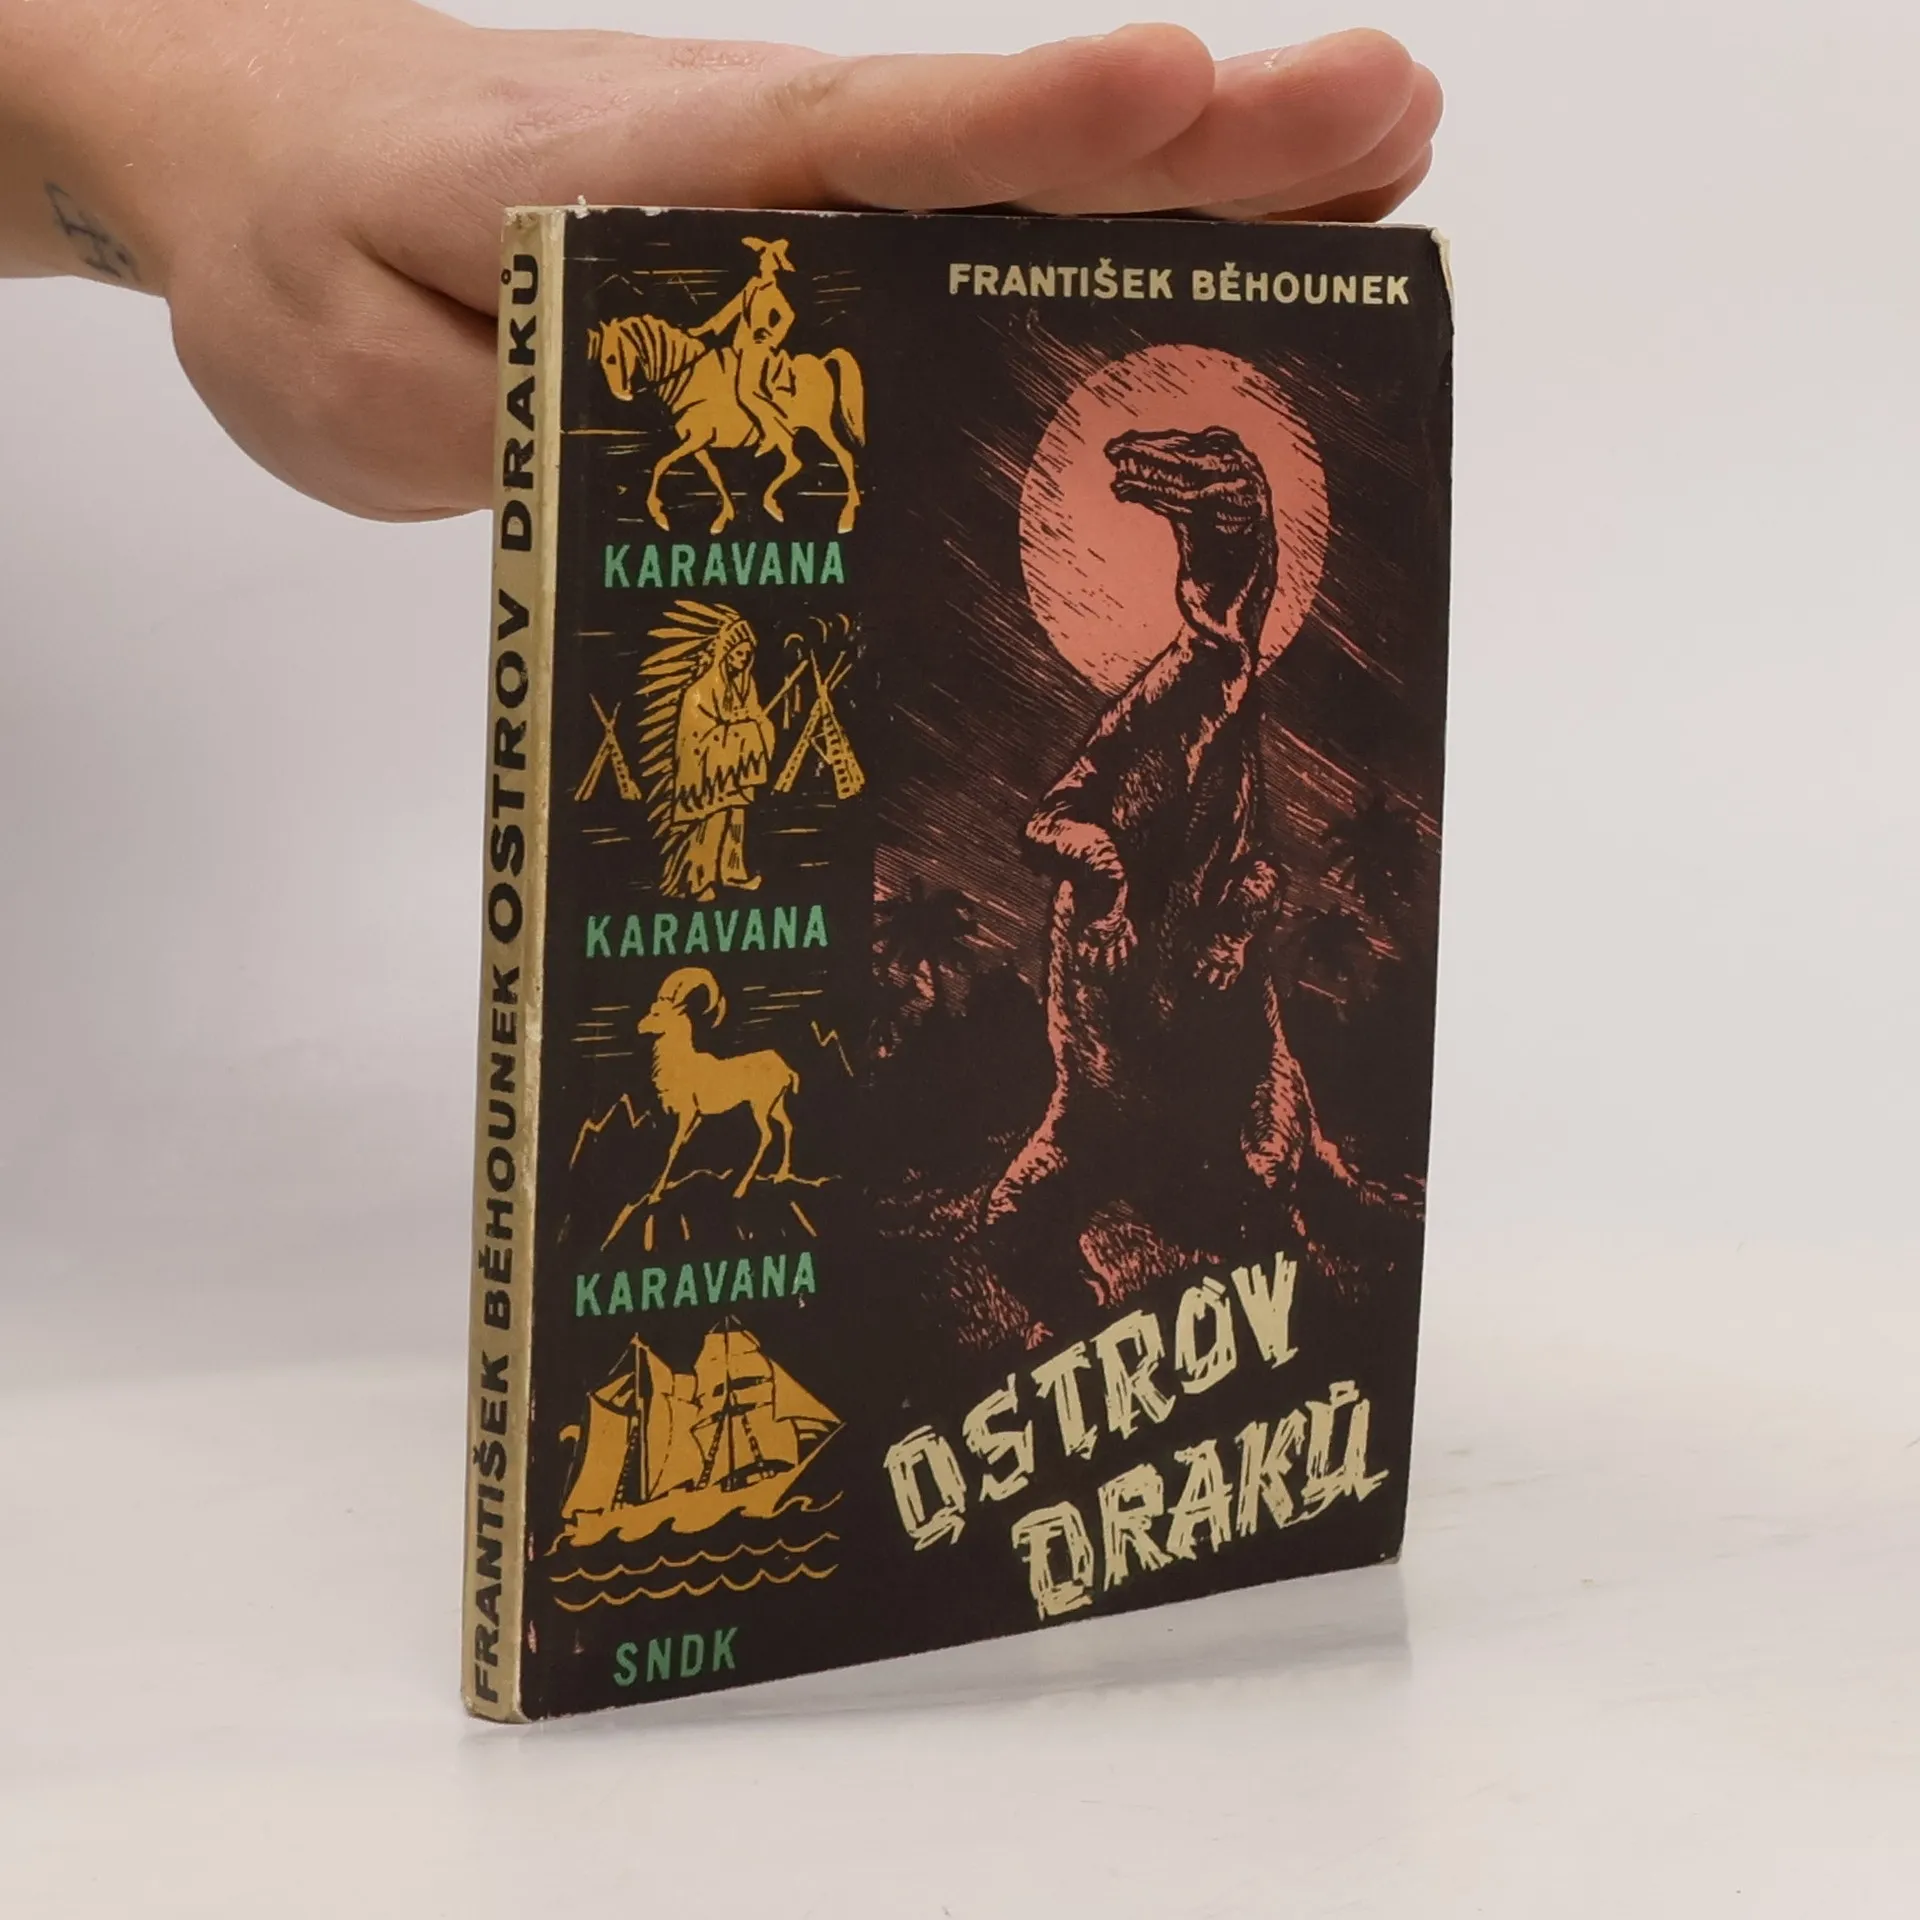 FRANTIŠEK BĚHOUNEK OSTROV DRAKŮ
FRANTIŠEK BĚHOUNEK
KARAVANA
KARAVANA
KARAVANA
SNDK
OSTROV
DRAKŮ